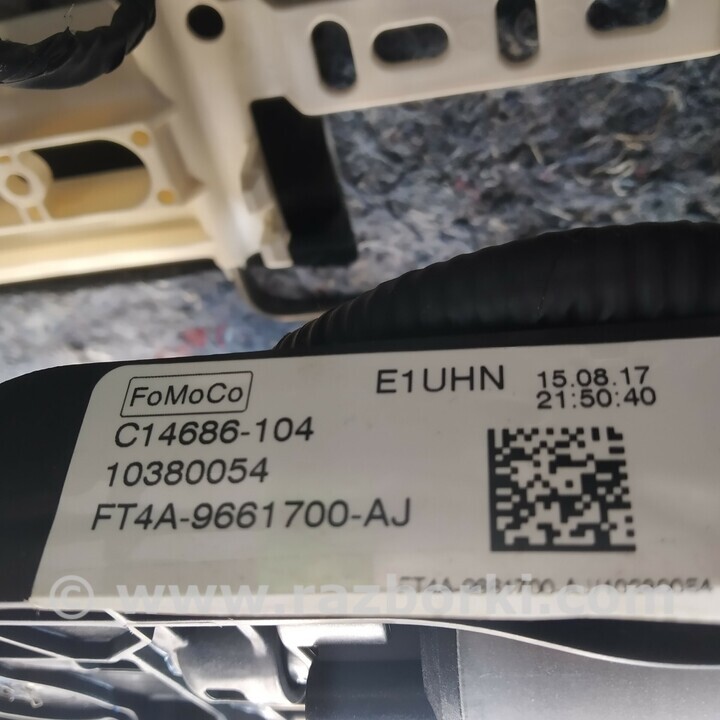 FoMoCo
E1UHN 15.08.17
21:50:40
C14686-104
10380054
FT4A-9661700-AJ
© www.razborki.com